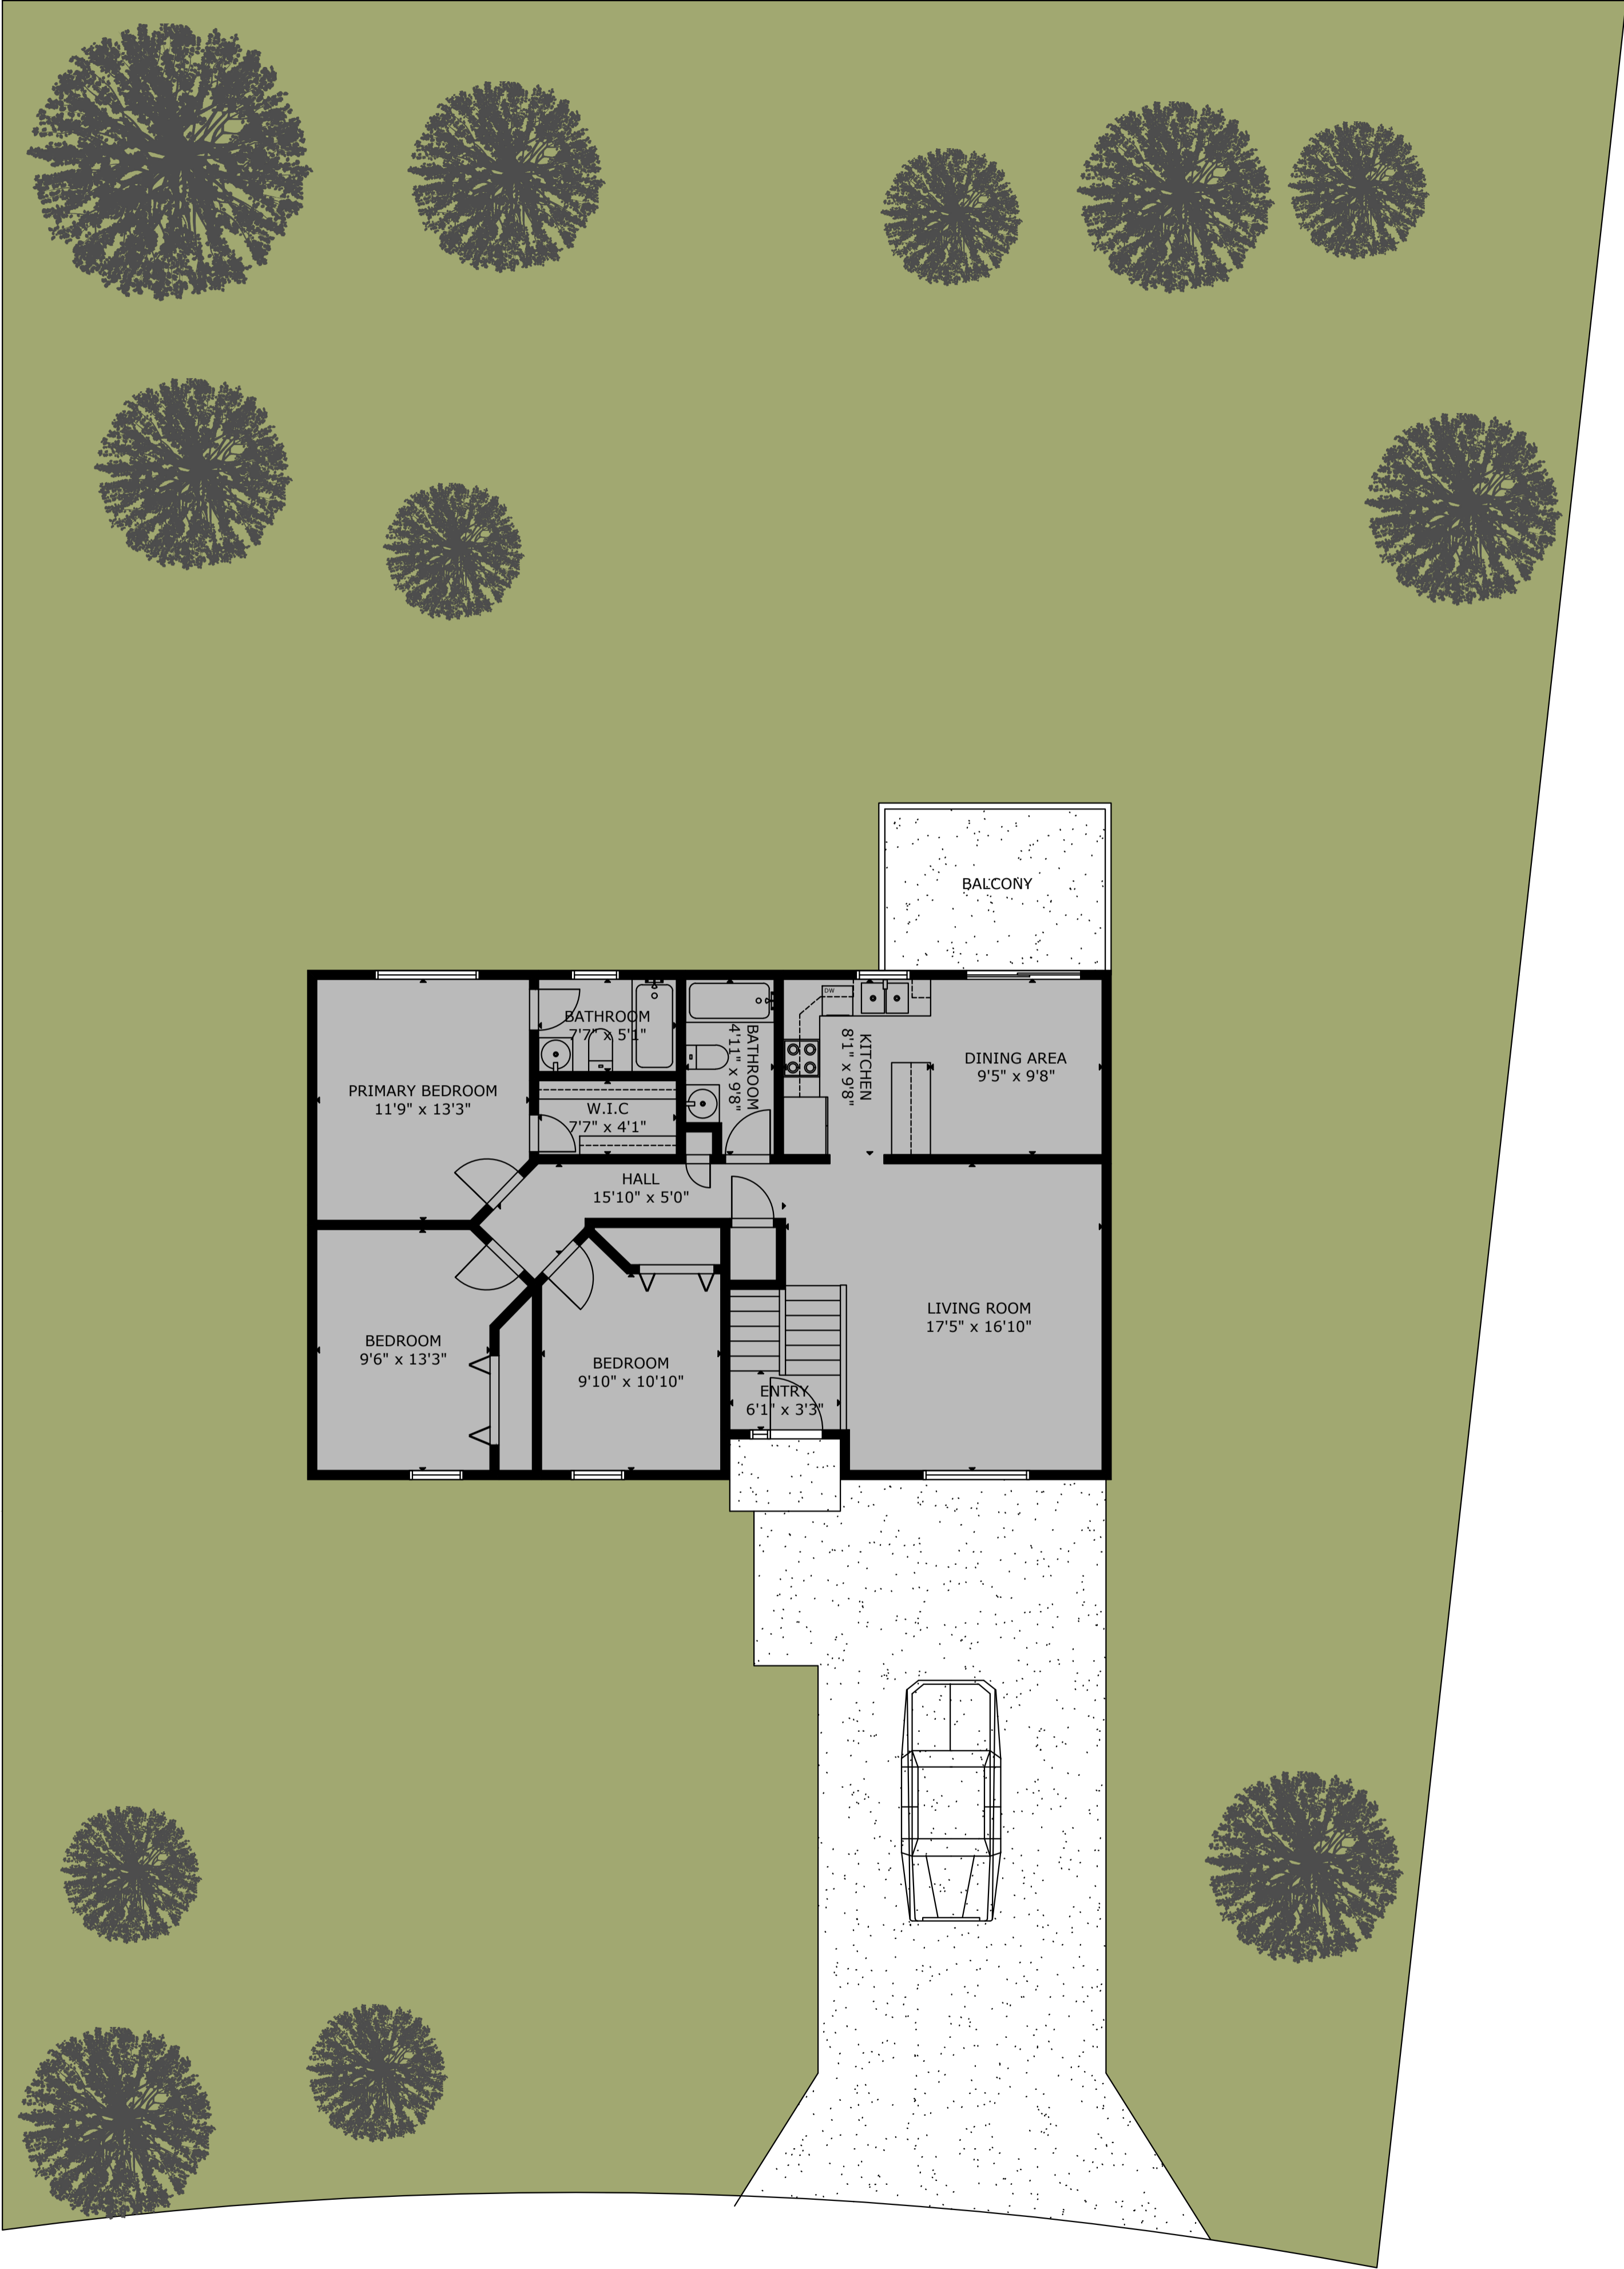 BALCONY
BATHROOM
7'7" x 5'1"
BATHROOM
4'11" x 9'8"
DW
KITCHEN
8'1" x 9'8"
DINING AREA
9'5" x 9'8"
PRIMARY BEDROOM
11'9" x 13'3"
W.I.C
7'7" x 4'1"
HALL
15'10" x 5'0"
LIVING ROOM
17'5" x 16'10"
BEDROOM
9'6" x 13'3"
BEDROOM
9'10" x 10'10"
ENTRY
6'1" x 3'3"